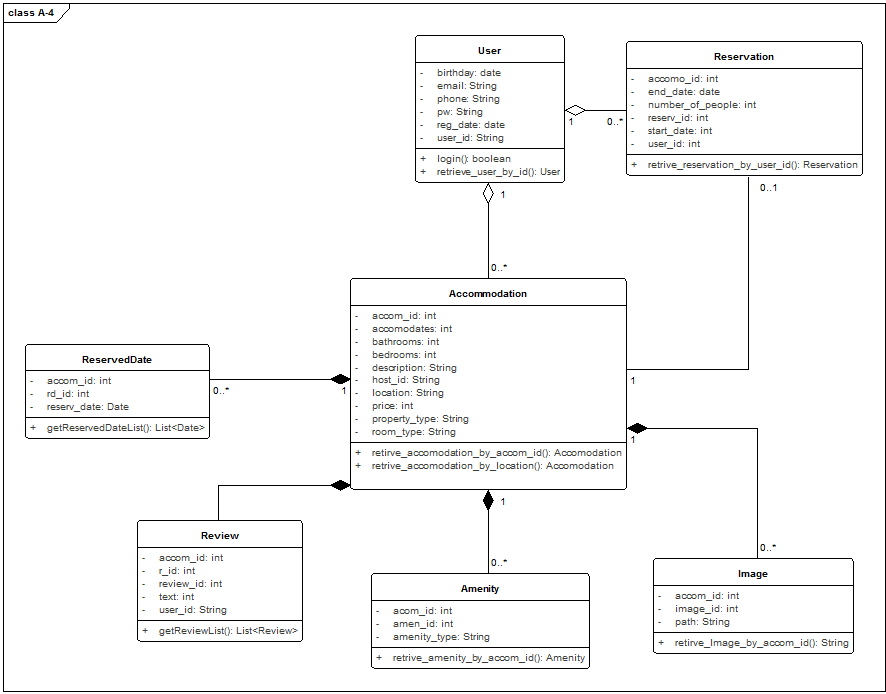 class A-4
User
- birthday: date
- email: String
- phone: String
- pw: String
- reg_date: date
- user_id: String
+ login(): boolean
+ retrieve_user_by_id(): User
Reservation
- accomo_id: int
- end_date: date
- number_of_people: int
- reserv_id: int
- start_date: int
- user_id: int
+ retrive_reservation_by_user_id(): Reservation
1
0..*
1
0..*
0..1
1
Accommodation
- accom_id: int
- accomodates: int
- bathrooms: int
- bedrooms: int
- description: String
- host_id: String
- location: String
- price: int
- property_type: String
- room_type: String
+ retirve_accomodation_by_accom_id(): Accomodation
+ retrive_accomodation_by_location(): Accomodation
ReservedDate
- accom_id: int
- rd_id: int
- reserv_date: Date
+ getReservedDateList(): List<Date>
0..*
1
1
0..*
1
0..*
Review
- accom_id: int
- r_id: int
- review_id: int
- text: int
- user_id: String
+ getReviewList(): List<Review>
Amenity
- acom_id: int
- amen_id: int
- amenity_type: String
+ retrive_amenity_by_accom_id(): Amenity
Image
- accom_id: int
- image_id: int
- path: String
+ retirve_Image_by_accom_id(): String